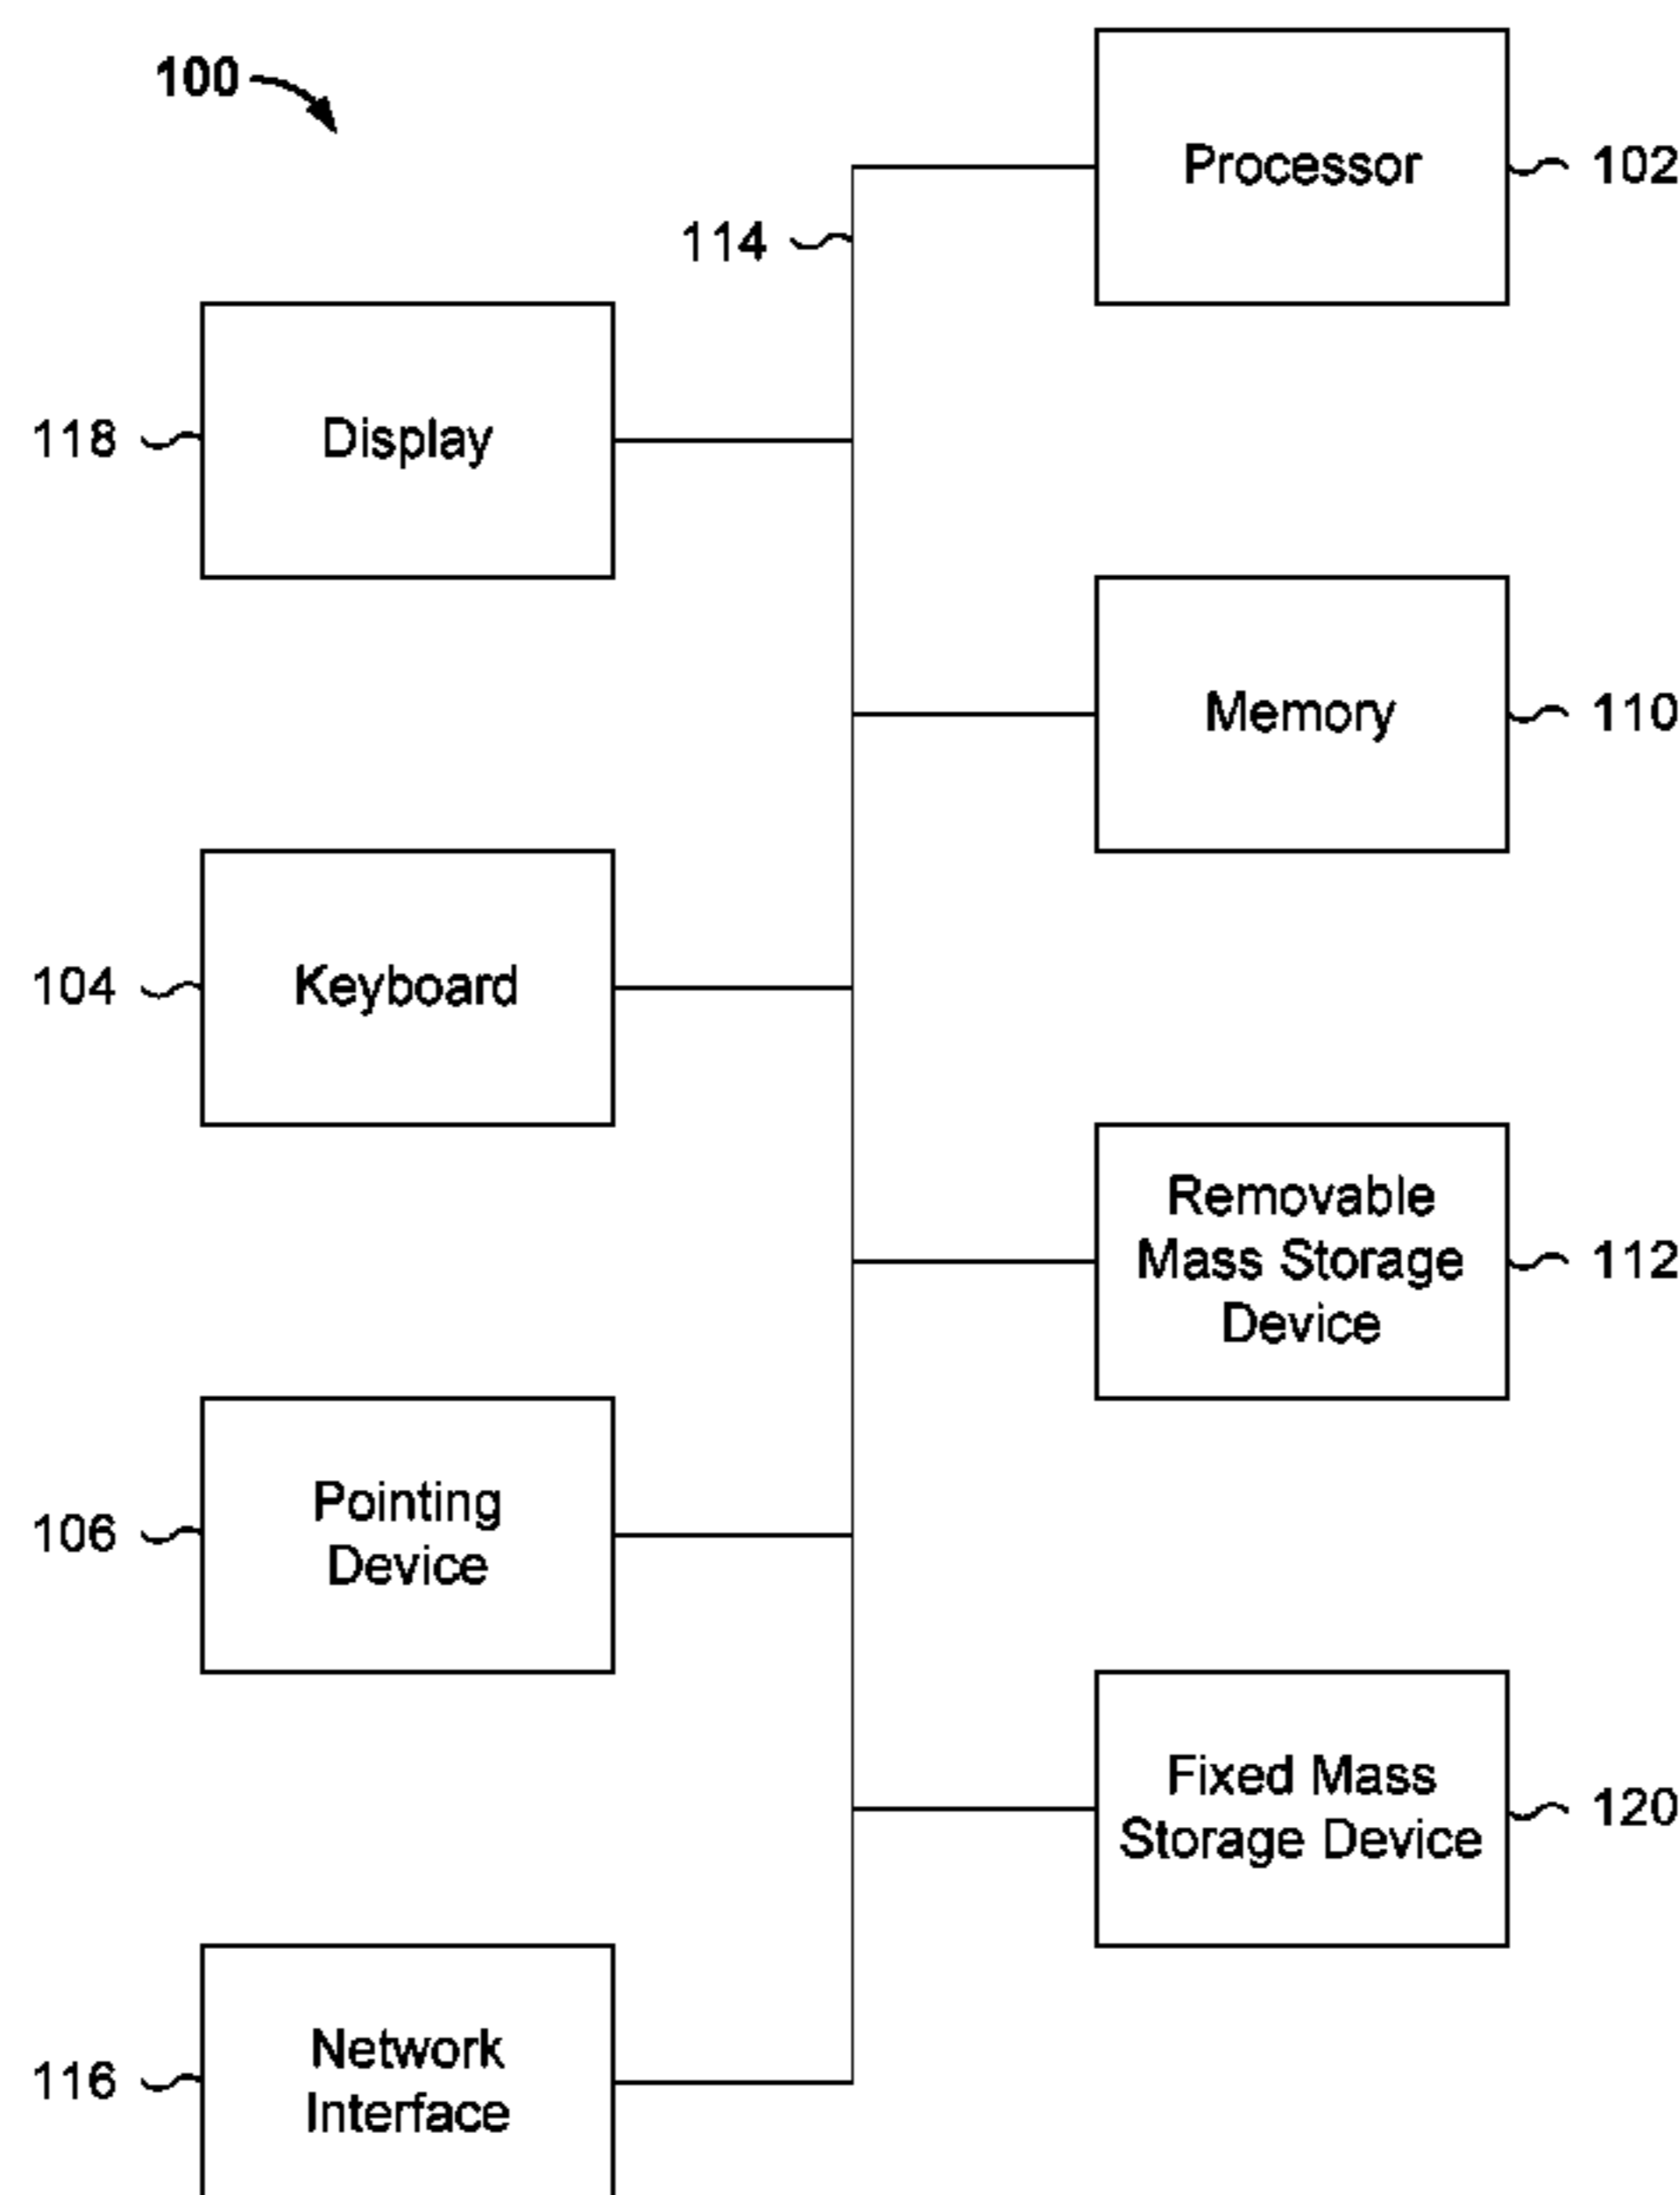 100
Processor
102
114
118
Display
Memory
110
104
Keyboard
Removable
Mass Storage
Device
112
106
Pointing
Device
Fixed Mass
Storage Device
120
116
Network
Interface